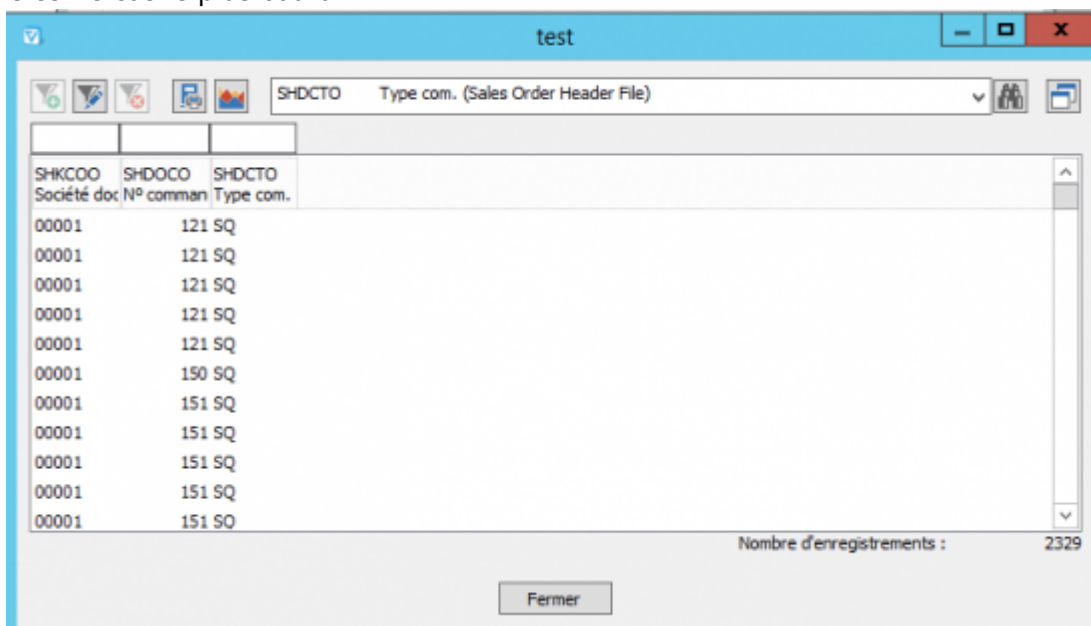 test
SHDCTO Type com. (Sales Order Header File)
SHKCOO SHDOCO SHDCTO
Société doc Nº comman Type com.
00001 121 SQ
00001 121 SQ
00001 121 SQ
00001 121 SQ
00001 121 SQ
00001 150 SQ
00001 151 SQ
00001 151 SQ
00001 151 SQ
00001 151 SQ
00001 151 SQ
Nombre d'enregistrements : 2329
Fermer